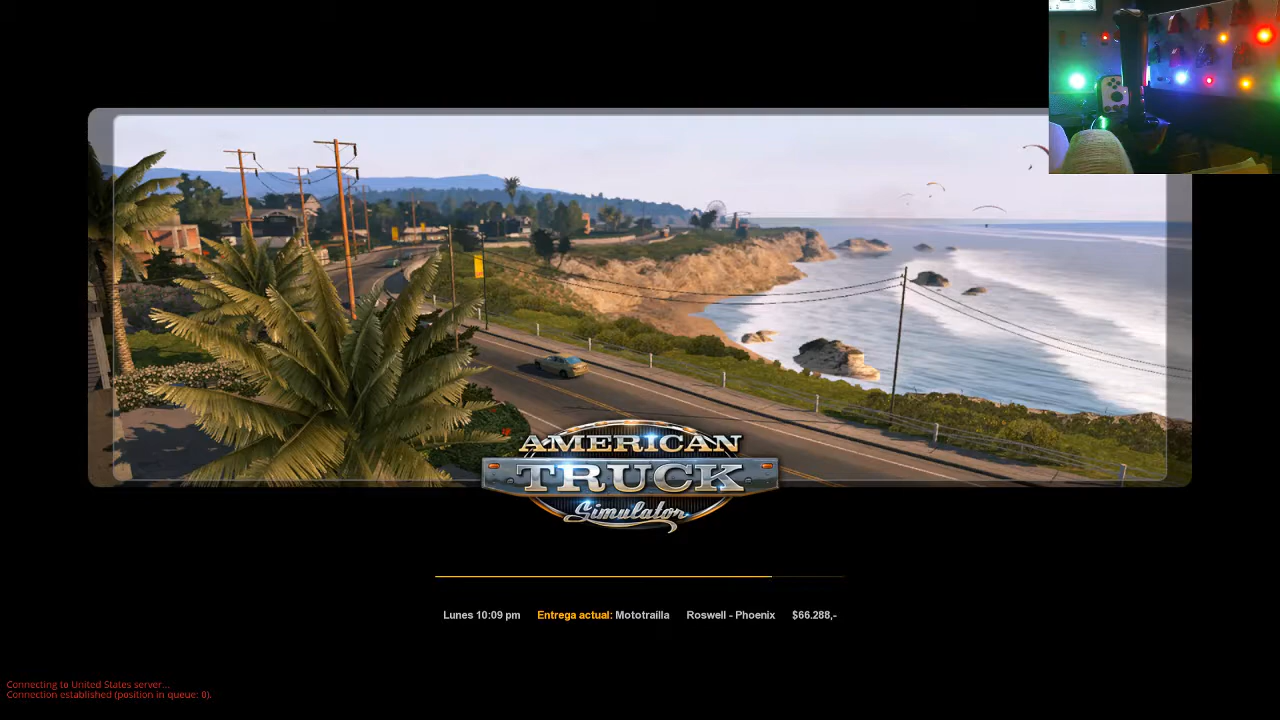 AMERICAN
TRUCK
Simulator
Lunes 10:09 pm Entrega actual: Mototraílla Roswell - Phoenix $66.288,-
Connecting to United States server...
Connection established (position in queue: 0).